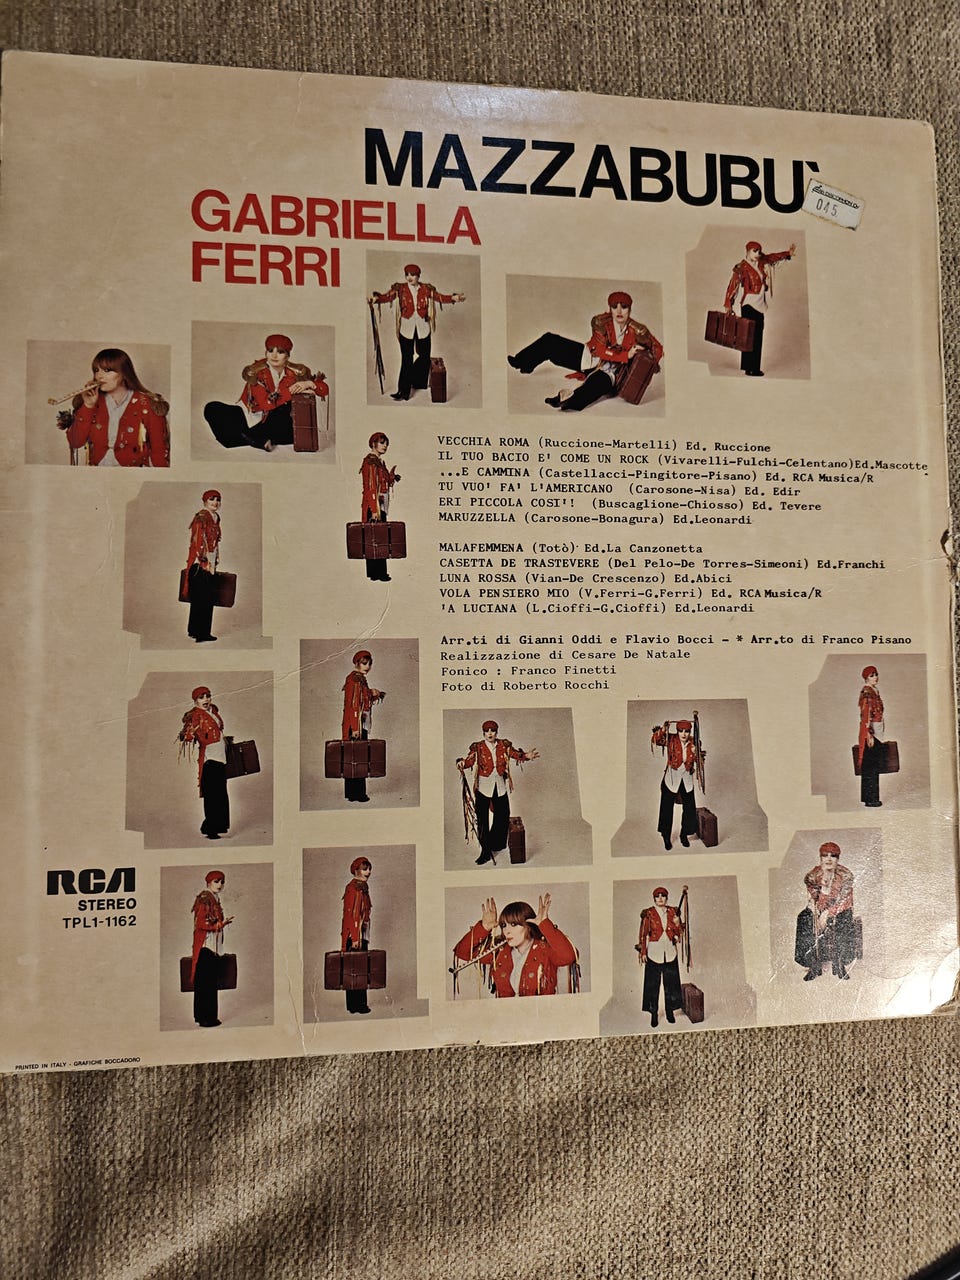 MAZZABUBU`
045
GABRIELLA
FERRI
VECCHIA ROMA (Ruccione-Martelli) Ed. Ruccione
IL TUO BACIO E' COME UN ROCK (Vivarelli-Fulchi-Celentano)Ed.Mascotte
...E CAMMINA (Castellacci-Pingitore-Pisano) Ed. RCA Musica/R *
TU VUO' FA' L'AMERICANO (Carosone-Nisa) Ed. Edir
ERI PICCOLA COSI'! (Buscaglione-Chiosso) Ed. Tevere
MARUZZELLA (Carosone-Bonagura) Ed.Leonardi
MALAFEMMENA (Totò) Ed.La Canzonetta
CASETTA DE TRASTEVERE (Del Pelo-De Torres-Simeoni) Ed.Franchi
LUNA ROSSA (Vian-De Crescenzo) Ed.Abici
VOLA PENSIERO MIO (V.Ferri-G.Ferri) Ed. RCA Musica/R
'A LUCIANA (L.Cioffi-G.Cioffi) Ed.Leonardi
Arr.ti di Gianni Oddi e Flavio Bocci - * Arr.to di Franco Pisano
Realizzazione di Cesare De Natale
Fonico : Franco Finetti
Foto di Roberto Rocchi
RCA
STEREO
TPL1-1162
PRINTED IN ITALY - GRAFICHE BOCCADORO